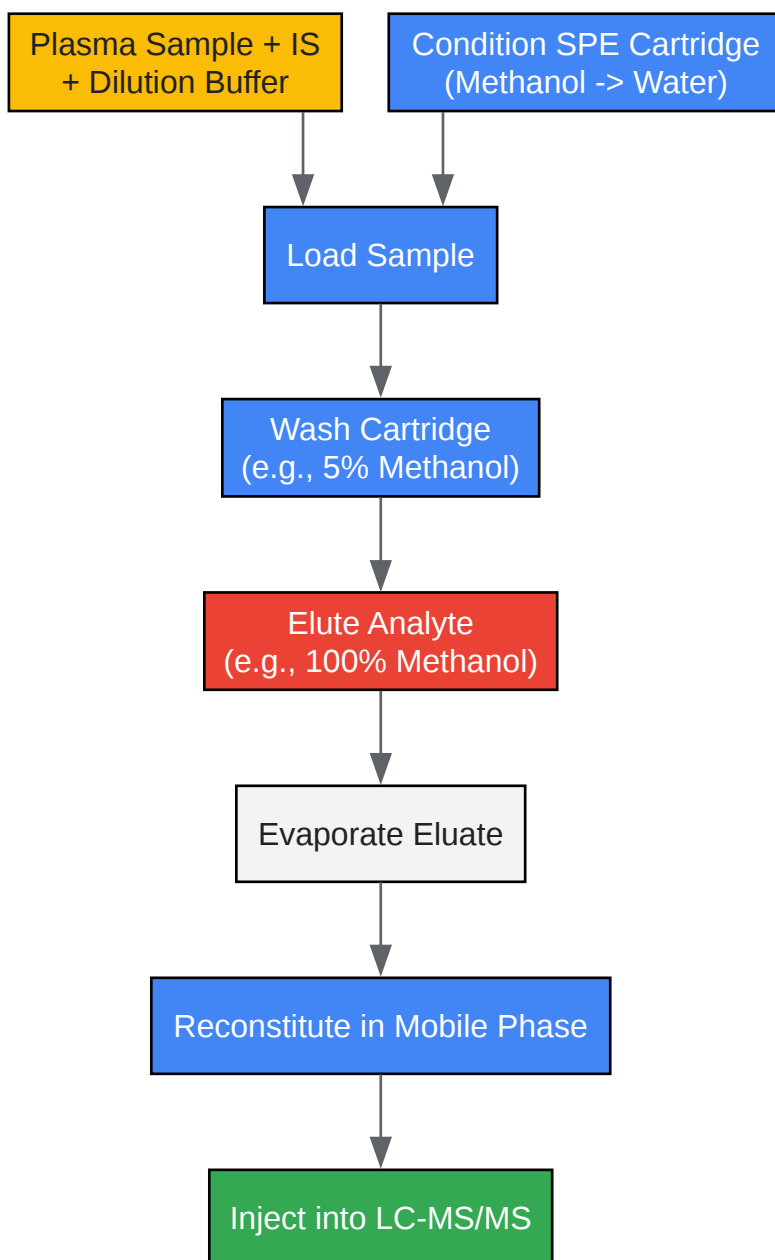 Plasma Sample + IS
+ Dilution Buffer
Condition SPE Cartridge
(Methanol -> Water)
Load Sample
Wash Cartridge
(e.g., 5% Methanol)
Elute Analyte
(e.g., 100% Methanol)
Evaporate Eluate
Reconstitute in Mobile Phase
Inject into LC-MS/MS